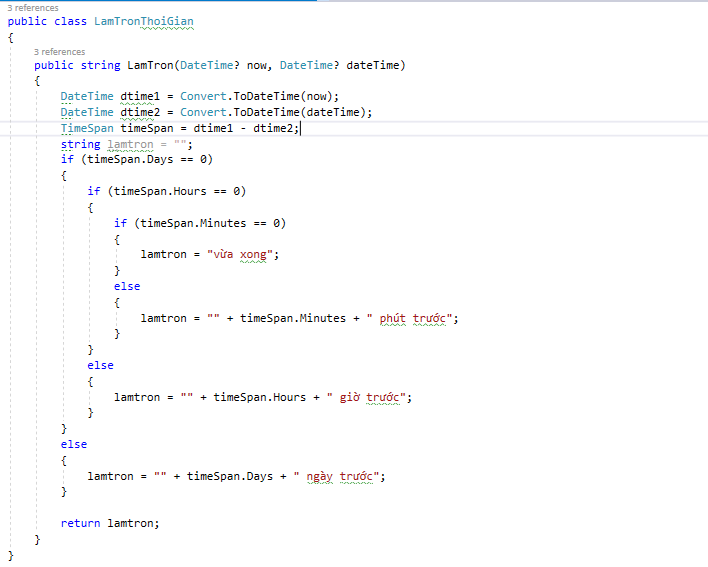 3 references
public class LamTronThoiGian
{
3 references
public string LamTron(DateTime? now, DateTime? dateTime)
{
DateTime dtime1 = Convert.ToDateTime(now);
DateTime dtime2 = Convert.ToDateTime(dateTime);
TimeSpan timeSpan = dtime1 - dtime2;
string lamtron = "";
if (timeSpan.Days == 0)
{
if (timeSpan.Hours == 0)
{
if (timeSpan.Minutes == 0)
{
lamtron = "vừa xong";
}
else
{
lamtron = "" + timeSpan.Minutes + " phút trước";
}
}
else
{
lamtron = "" + timeSpan.Hours + " giờ trước";
}
}
else
{
lamtron = "" + timeSpan.Days + " ngày trước";
}
return lamtron;
}
}